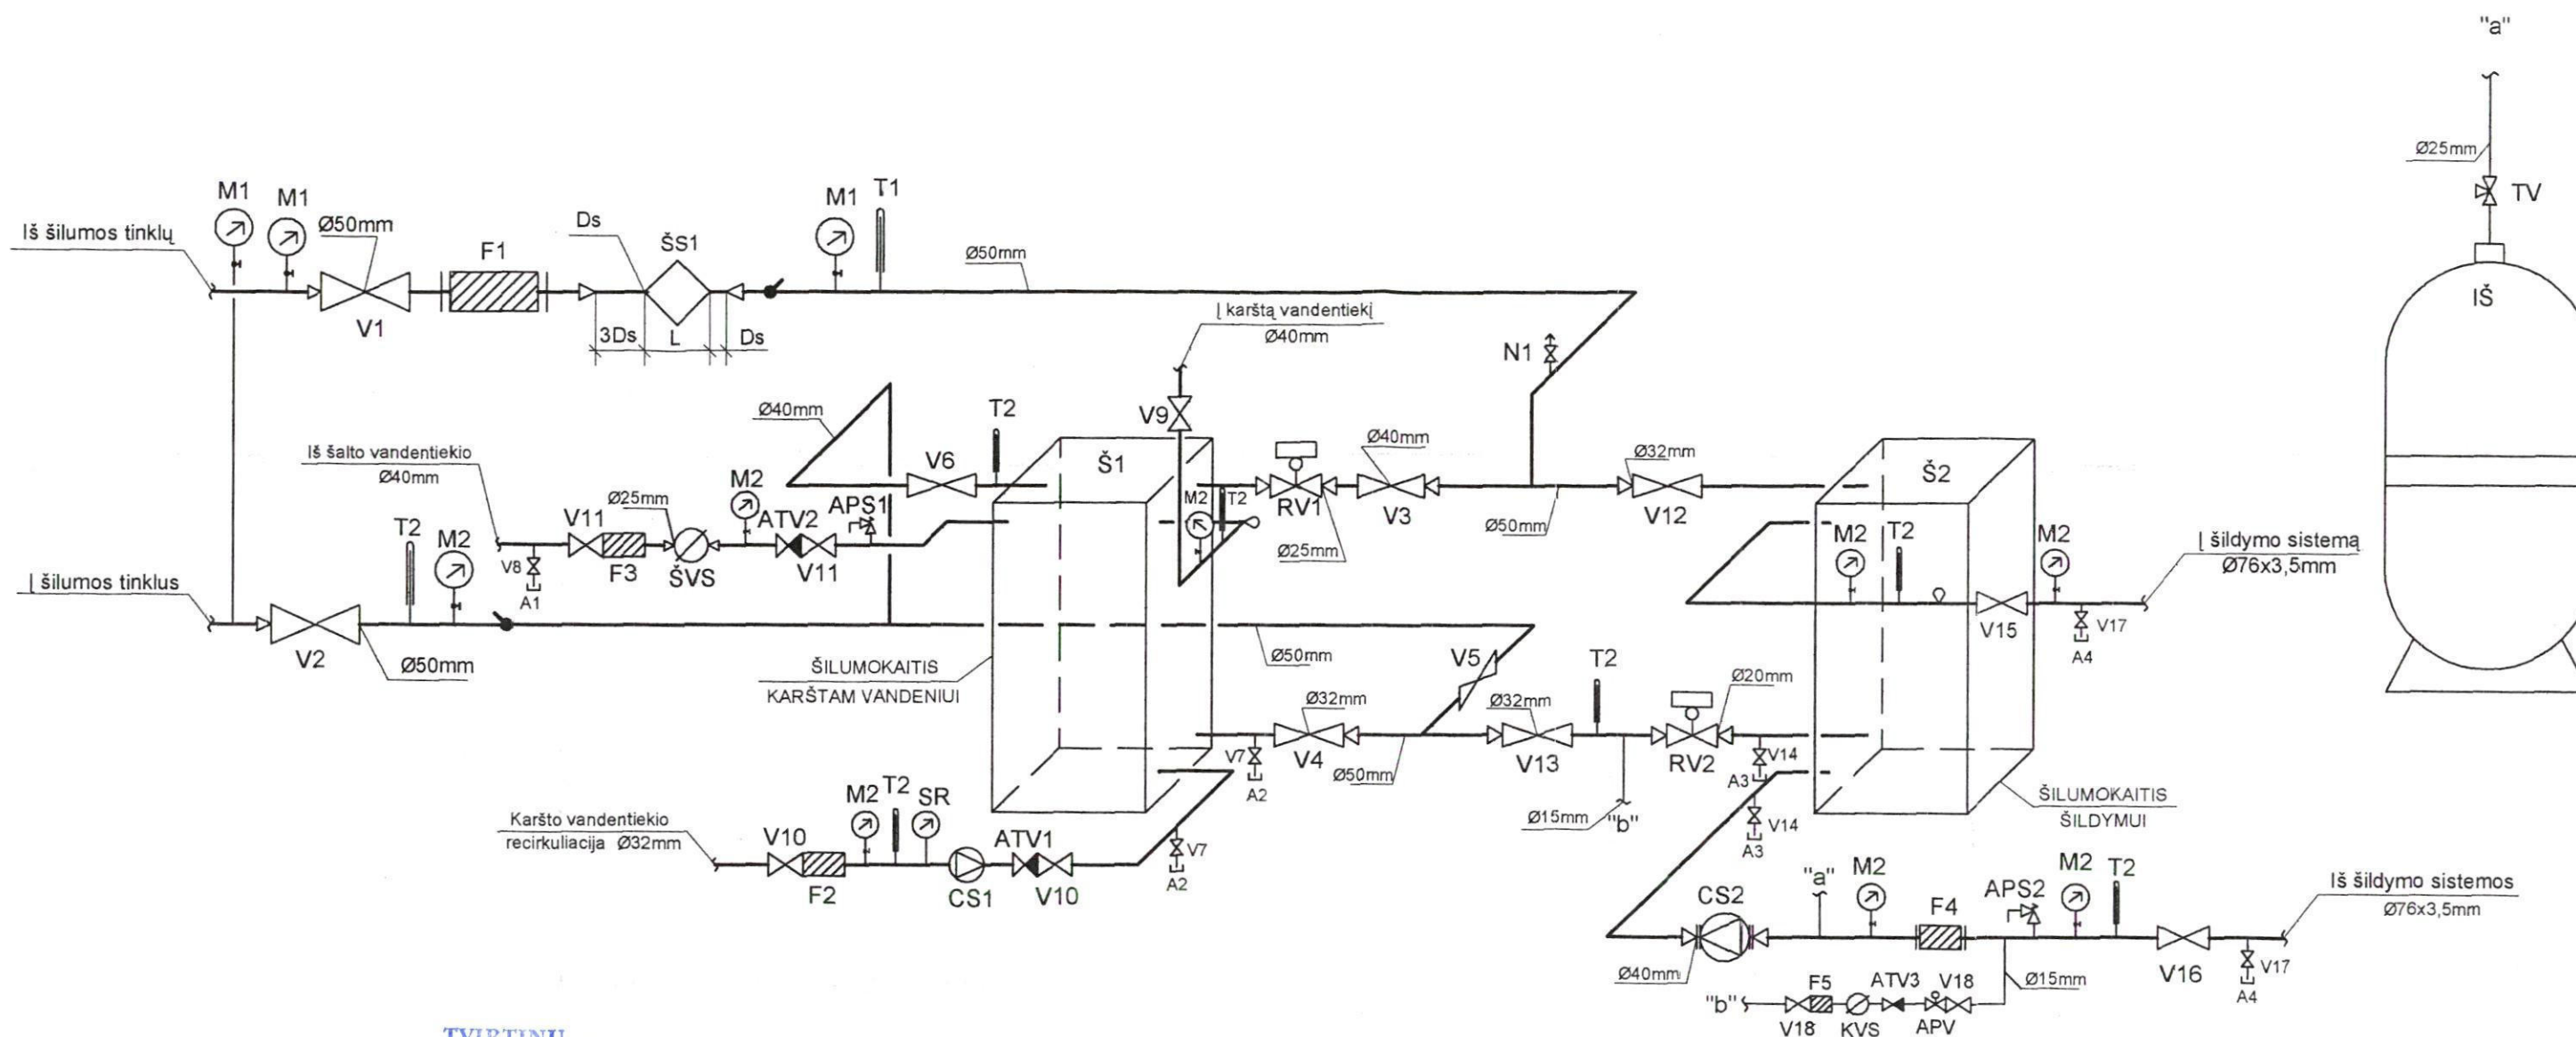 "a"
Ø25mm
TV
IŠ
M1
M1
Ø50mm
Iš šilumos tinklų
F1
V1
Ds
ŠS1
3Ds
L
Ds
M1
T1
Ø50mm
Į karštą vandentiekį
Ø40mm
N1
Ø40mm
T2
V9
V6
Š1
M2
T2
RV1
Ø25mm
Ø40mm
V3
Ø50mm
Ø32mm
V12
Š2
Iš šalto vandentiekio
Ø40mm
V11
V8
A1
F3
Ø25mm
ŠVS
M2
ATV2
V11
APS1
T2
M2
Į šilumos tinklus
V2
Ø50mm
ŠILUMOKAITIS
KARŠTAM VANDENIUI
Ø50mm
V5
M2
T2
V15
M2
V17
A4
Į šildymo sistemą
Ø76x3,5mm
V7
A2
Ø32mm
V4
Ø50mm
Ø32mm
V13
T2
Ø15mm
"b"
RV2
Ø20mm
V14
A3
V14
A3
ŠILUMOKAITIS
ŠILDYMUI
Karšto vandentiekio
recirkuliacija Ø32mm
V10
F2
M2
T2
SR
CS1
ATV1
V10
V7
A2
CS2
Ø40mm
"a"
M2
F4
APS2
M2
T2
V16
V17
A4
Iš šildymo sistemos
Ø76x3,5mm
Ø15mm
"b"
V18
F5
KVS
ATV3
APV
V18
TVIRTINU